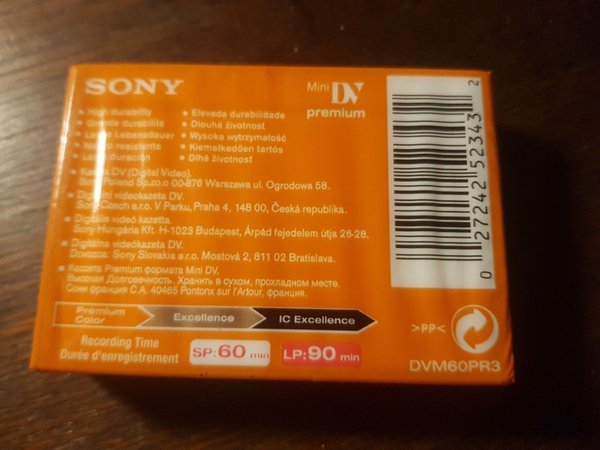 SONY
Mini DV
premium
• High durability
• Grande durabilité
• Lange Lebensdauer
• Nastro resistente
• Larga duración
• Elevada durabilidade
• Dlouhá životnost
• Wysoka wytrzymałość
• Kiemelkedően tartós
• Dlhé životnosť
• Kaseta DV (Digital Video).
Sony Poland Sp.zo.o 00-876 Warszawa ul. Ogrodowa 58.
• Digitální videokazeta DV.
Sony Czech s.r.o. V Parku, Praha 4, 148 00, Česká republika.
• Digitális videó kazetta.
Sony Hungária Kft. H-1023 Budapest, Árpád fejedelem útja 26-28.
• Digitálna videokazeta DV.
Dovozca: Sony Slovakia s.r.o. Mostová 2, 811 02 Bratislava.
• Кассета Premium формата Mini DV.
Высокая Долговечность. Хранить в сухом, прохладном месте.
Сони франция С.А. 40465 Pontonx sur l'Adour, франция.
Premium Color
Excellence
IC Excellence
Recording Time
Durée d'enregistrement
SP:60 min
LP:90 min
0 27242 52343 2
>PP<
DVM60PR3